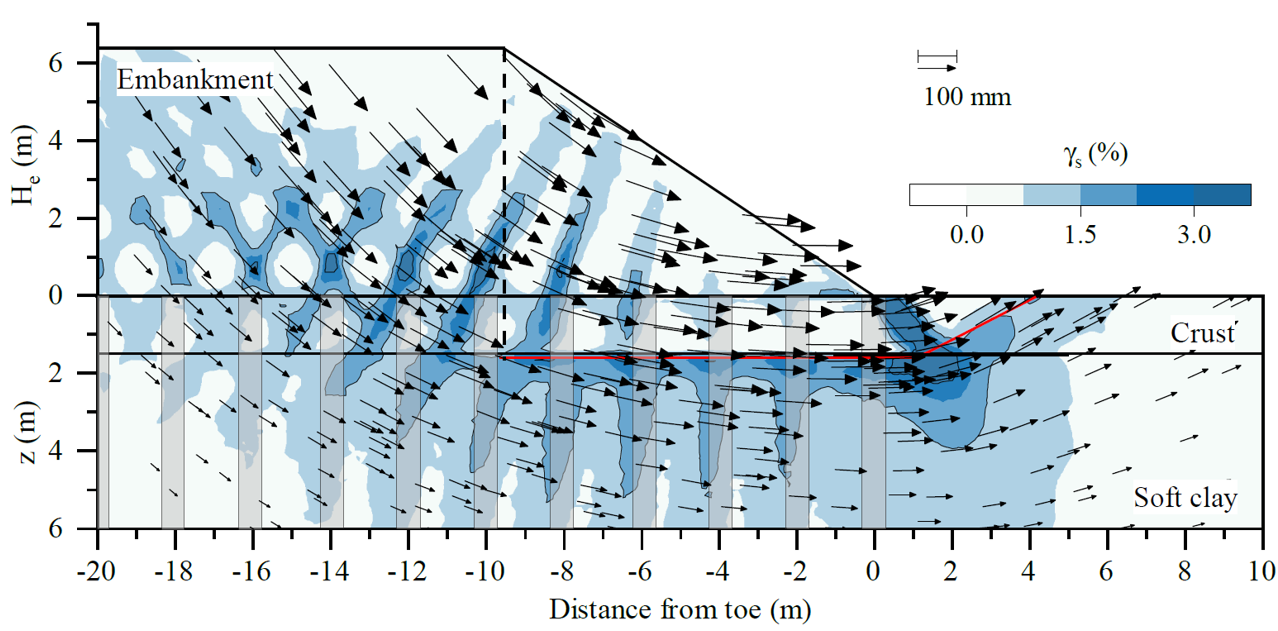 6
Embankment
4
2
0
Hₑ (m)
100 mm
γₛ (%)
0.0 1.5 3.0
Crust
2
4
6
z (m)
Soft clay
-20 -18 -16 -14 -12 -10 -8 -6 -4 -2 0 2 4 6 8 10
Distance from toe (m)